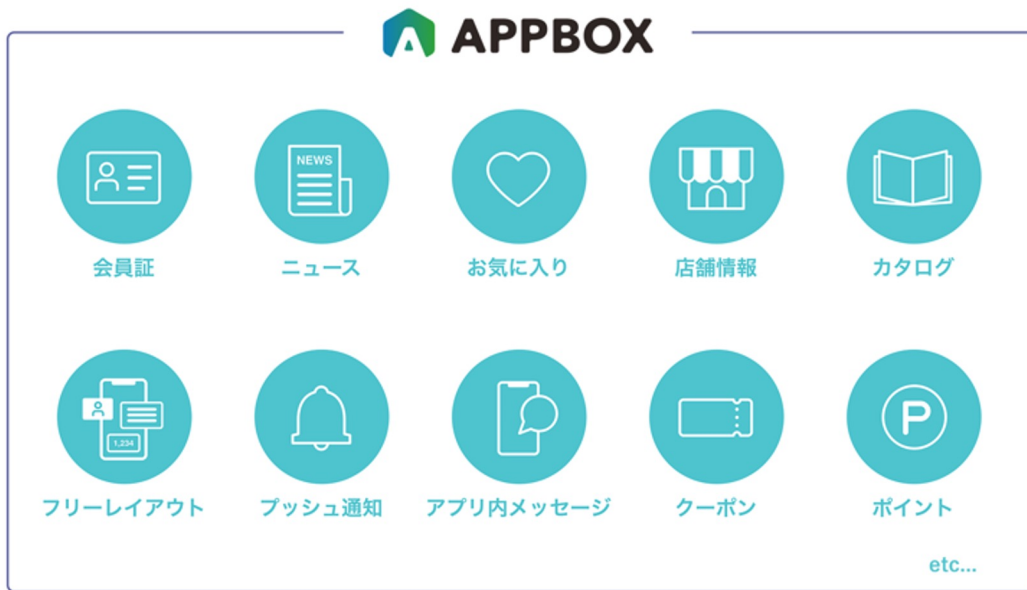 APPBOX
NEWS
会員証
ニュース
お気に入り
店舗情報
カタログ
1,234
P
フリーレイアウト
プッシュ通知
アプリ内メッセージ
クーポン
ポイント
etc...